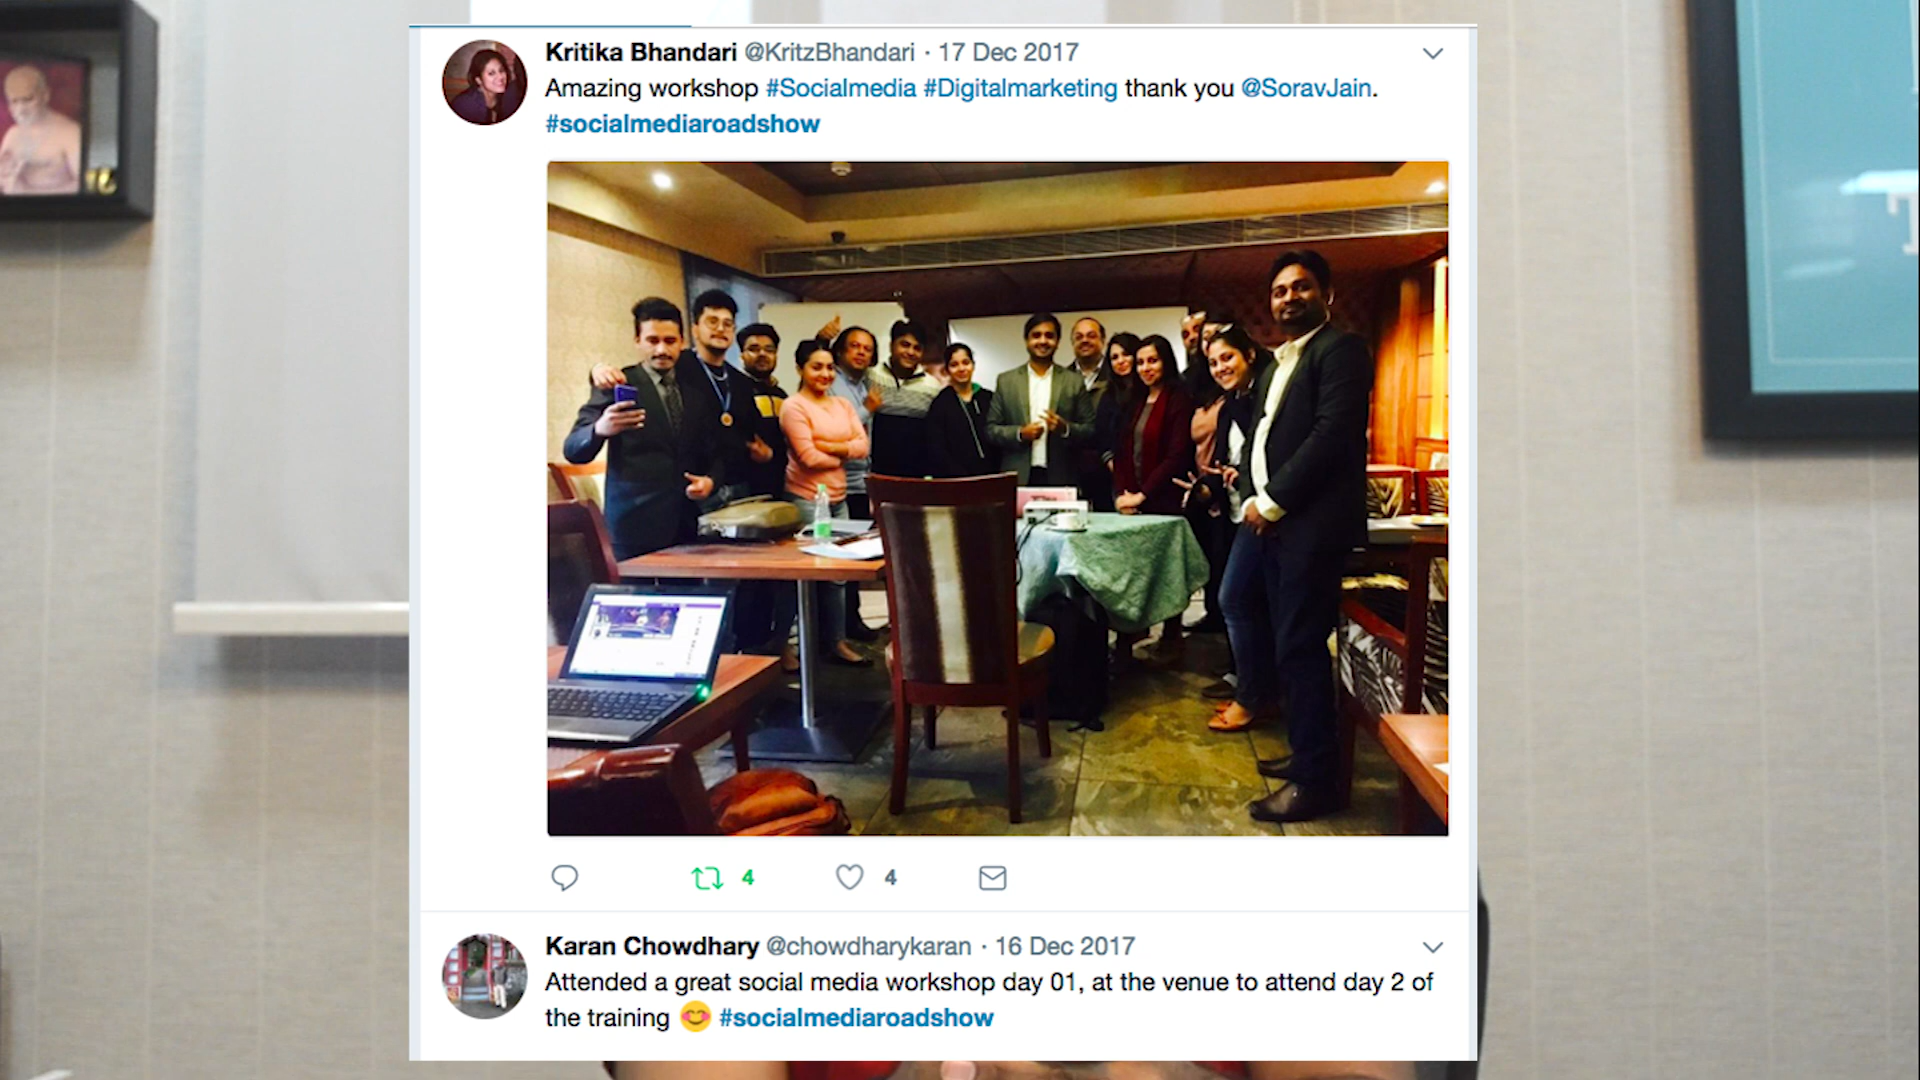 Kritika Bhandari @KritzBhandari · 17 Dec 2017
Amazing workshop #Socialmedia #Digitalmarketing thank you @SoravJain.
#socialmediaroadshow
4 4
Karan Chowdhary @chowdharykaran · 16 Dec 2017
Attended a great social media workshop day 01, at the venue to attend day 2 of
the training 😊 #socialmediaroadshow